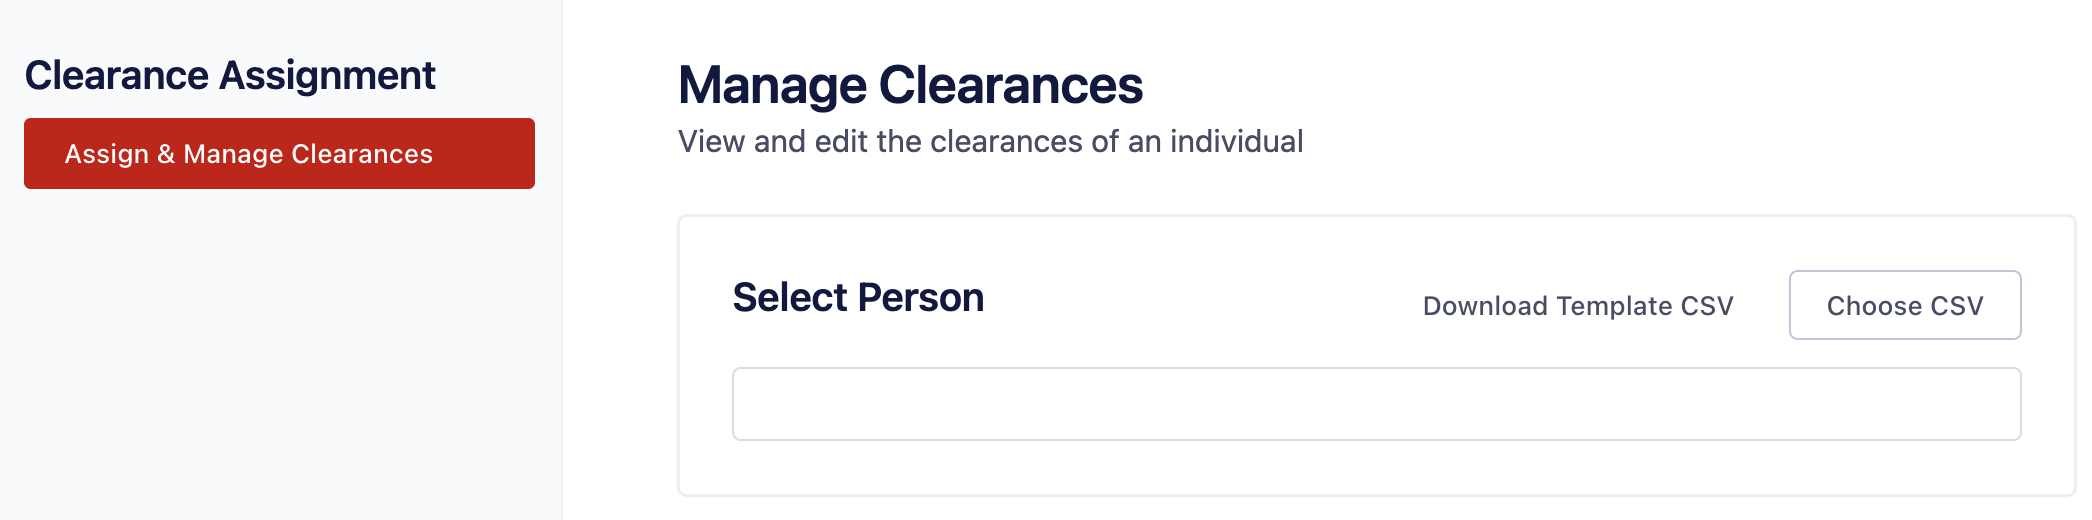 Clearance Assignment
Assign & Manage Clearances
Manage Clearances
View and edit the clearances of an individual
Select Person
Download Template CSV
Choose CSV